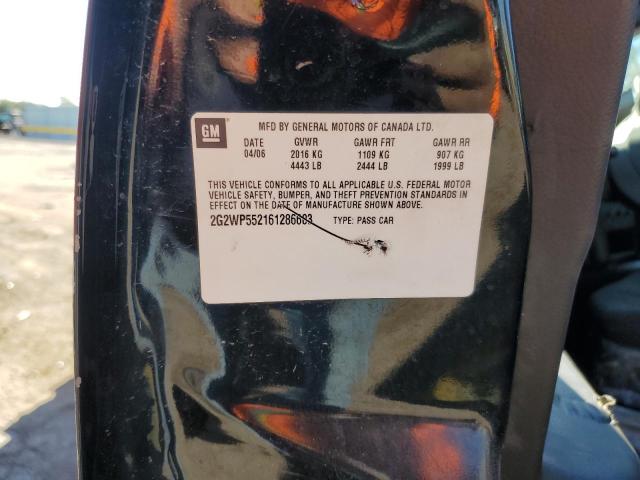 GM MFD BY GENERAL MOTORS OF CANADA LTD.
DATE GVWR GAWR FRT GAWR RR
04/06 2016 KG 1109 KG 907 KG
4443 LB 2444 LB 1999 LB
THIS VEHICLE CONFORMS TO ALL APPLICABLE U.S. FEDERAL MOTOR
VEHICLE SAFETY, BUMPER, AND THEFT PREVENTION STANDARDS IN
EFFECT ON THE DATE OF MANUFACTURE SHOWN ABOVE.
2G2WP552161286683 TYPE: PASS CAR